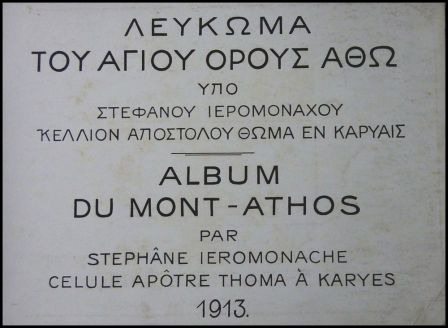 ΛΕΥΚΩΜΑ
ΤΟΥ ΑΓΙΟΥ ΟΡΟΥΣ ΑΘΩ
ΥΠΟ
ΣΤΕΦΑΝΟΥ ΙΕΡΟΜΟΝΑΧΟΥ
ΚΕΛΛΙΟΝ ΑΠΟΣΤΟΛΟΥ ΘΩΜΑ ΕΝ ΚΑΡΥΑΙΣ
ALBUM
DU MONT-ATHOS
PAR
STEPHÂNE IEROMONACHE
CELULE APÔTRE THOMA À KARYES
1913.